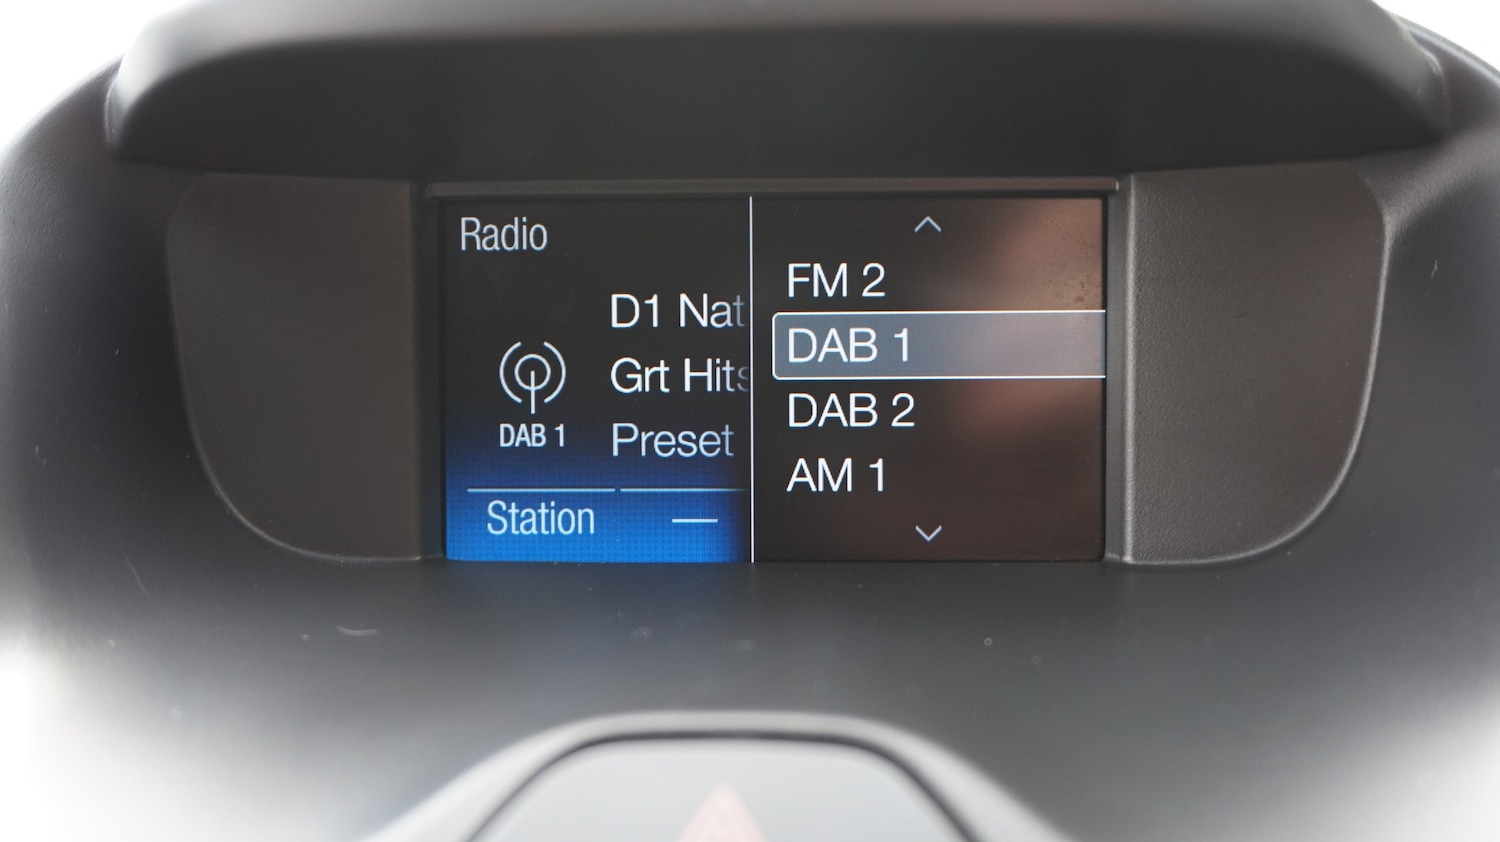 Radio
D1 Nat
Grt Hits
Preset
DAB 1
Station
FM 2
DAB 1
DAB 2
AM 1